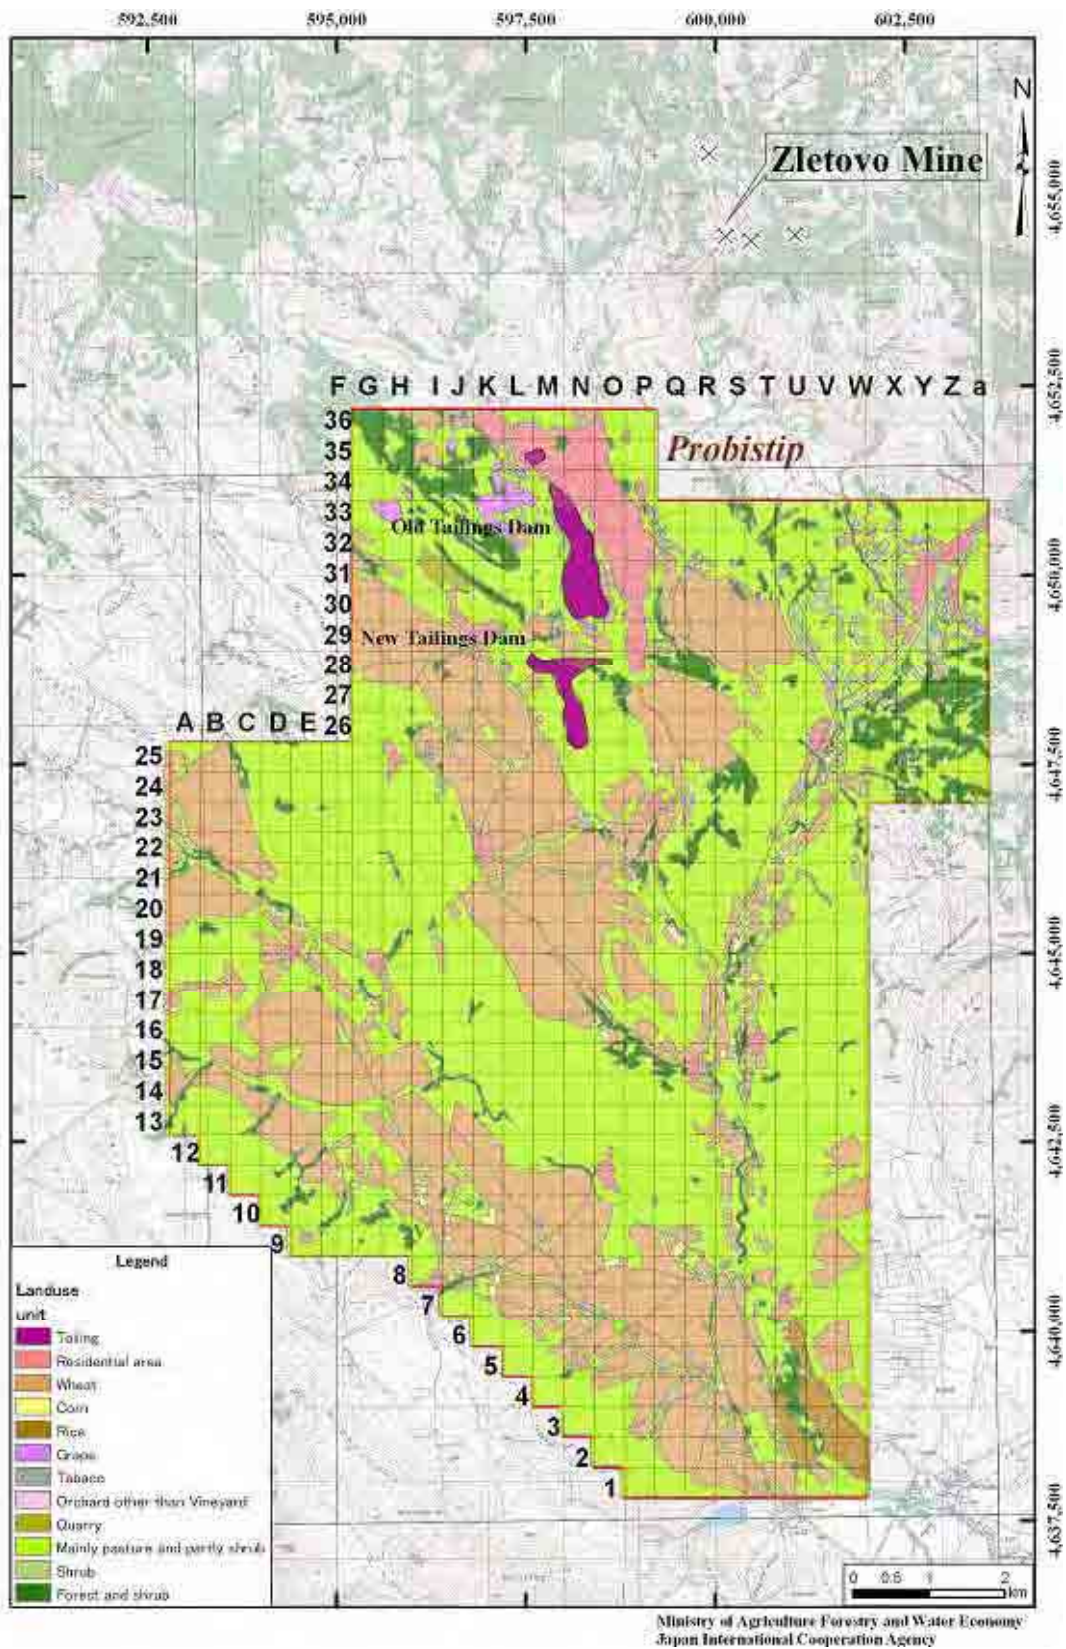 592,500 595,000 597,500 600,000 602,500
N
Zletovo Mine
4,655,000
4,652,500
4,650,000
4,647,500
4,645,000
4,642,500
4,640,000
4,637,500
F G H I J K L M N O P Q R S T U V W X Y Z a
36
35
Probistip
34
33
Old Tailings Dam
32
31
30
29
New Tailings Dam
28
27
26
A B C D E
25
24
23
22
21
20
19
18
17
16
15
14
13
12
11
10
9
8
7
6
5
4
3
2
1
Legend
Landuse
unit
Tailing
Residential area
Wheat
Corn
Rice
Grape
Tabaco
Orchard other than Vineyard
Quarry
Mainly pasture and partly shrub
Shrub
Forest and shrub
0 0.5 1 2
km
Ministry of Agriculture Forestry and Water Economy
Japan International Cooperation Agency